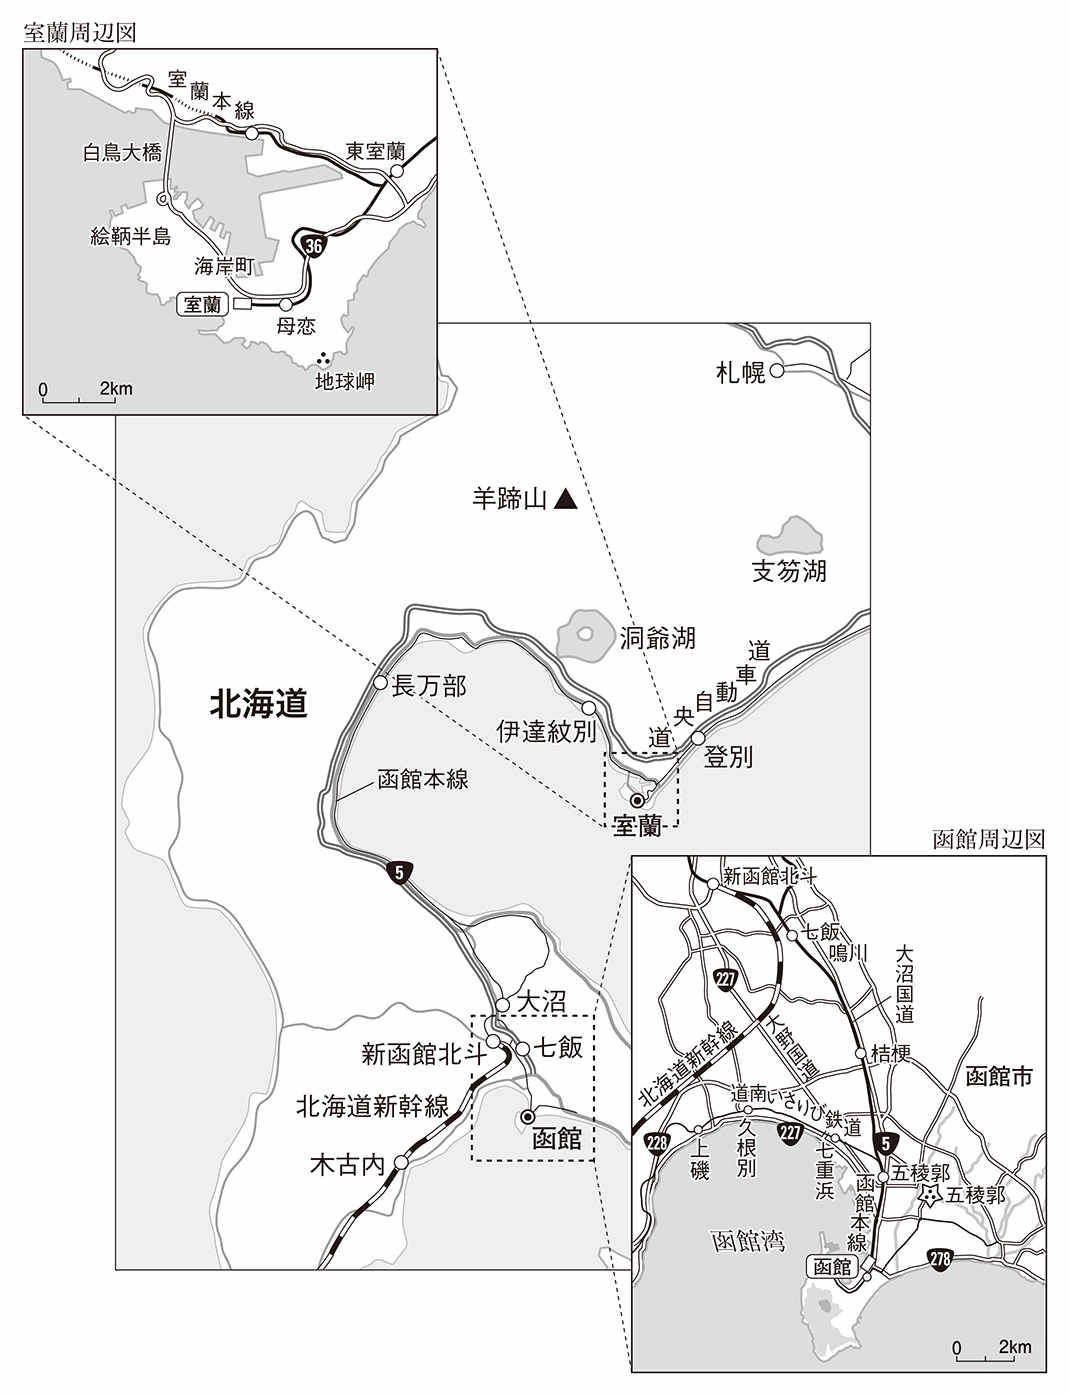 室蘭周辺図
室蘭本線
白鳥大橋
東室蘭
絵鞆半島
36
海岸町
室蘭
母恋
地球岬
0 2km
札幌
羊蹄山
支笏湖
洞爺湖
道央自動車道
北海道
長万部
伊達紋別
登別
函館本線
室蘭
5
大沼
新函館北斗
七飯
北海道新幹線
函館
木古内
函館周辺図
新函館北斗
七飯
鳴川
大沼国道
227
大野国道
北海道新幹線
桔梗
函館市
道南いさりび鉄道
228
上磯
久根別
227
七重浜
5
五稜郭
五稜郭
函館本線
函館湾
函館
278
0 2km